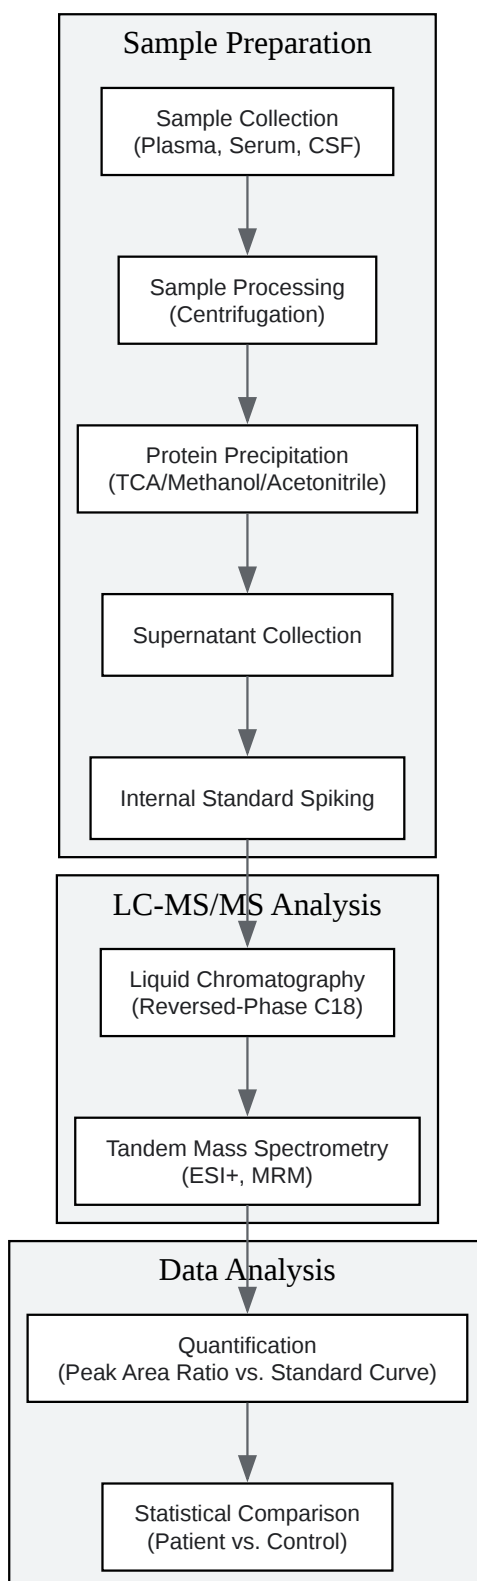 Sample Preparation
Sample Collection
(Plasma, Serum, CSF)
Sample Processing
(Centrifugation)
Protein Precipitation
(TCA/Methanol/Acetonitrile)
Supernatant Collection
Internal Standard Spiking
LC-MS/MS Analysis
Liquid Chromatography
(Reversed-Phase C18)
Tandem Mass Spectrometry
(ESI+, MRM)
Data Analysis
Quantification
(Peak Area Ratio vs. Standard Curve)
Statistical Comparison
(Patient vs. Control)